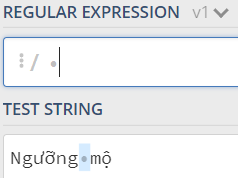 REGULAR EXPRESSION v1
/ 
TEST STRING
Ngưỡng mộ